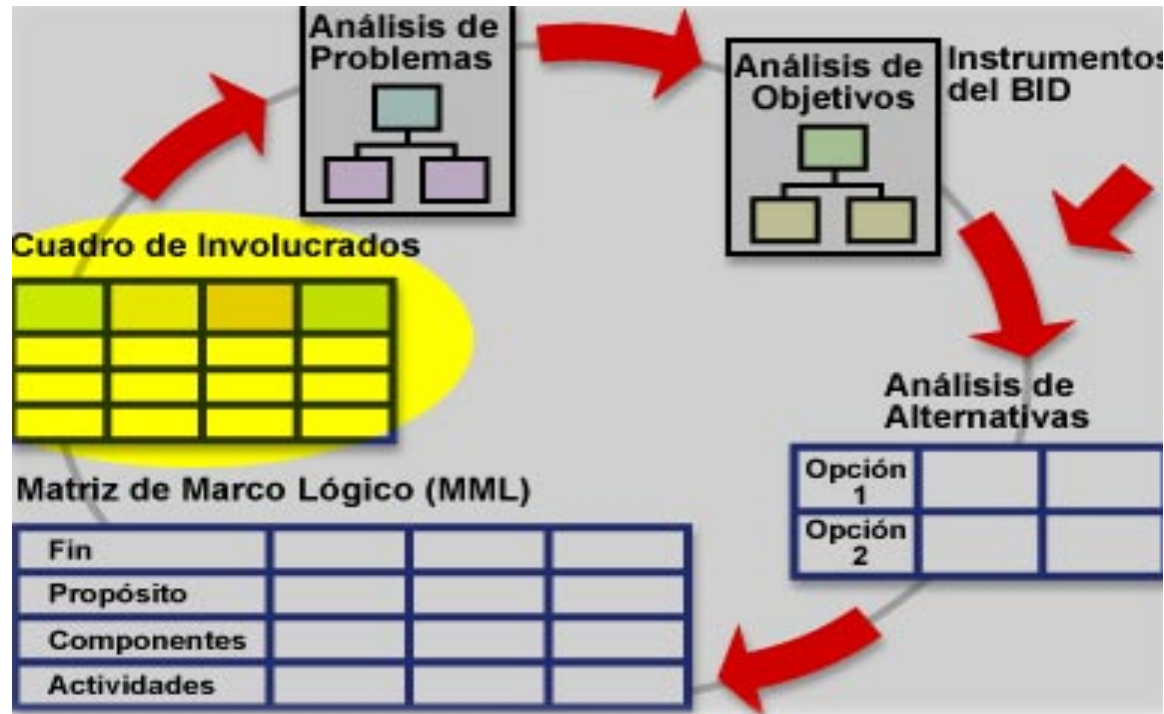 Análisis de
Problemas
Análisis de
Objetivos
Instrumentos
del BID
Cuadro de Involucrados
Análisis de
Alternativas
Opción
1
Opción
2
Matriz de Marco Lógico (MML)
Fin
Propósito
Componentes
Actividades